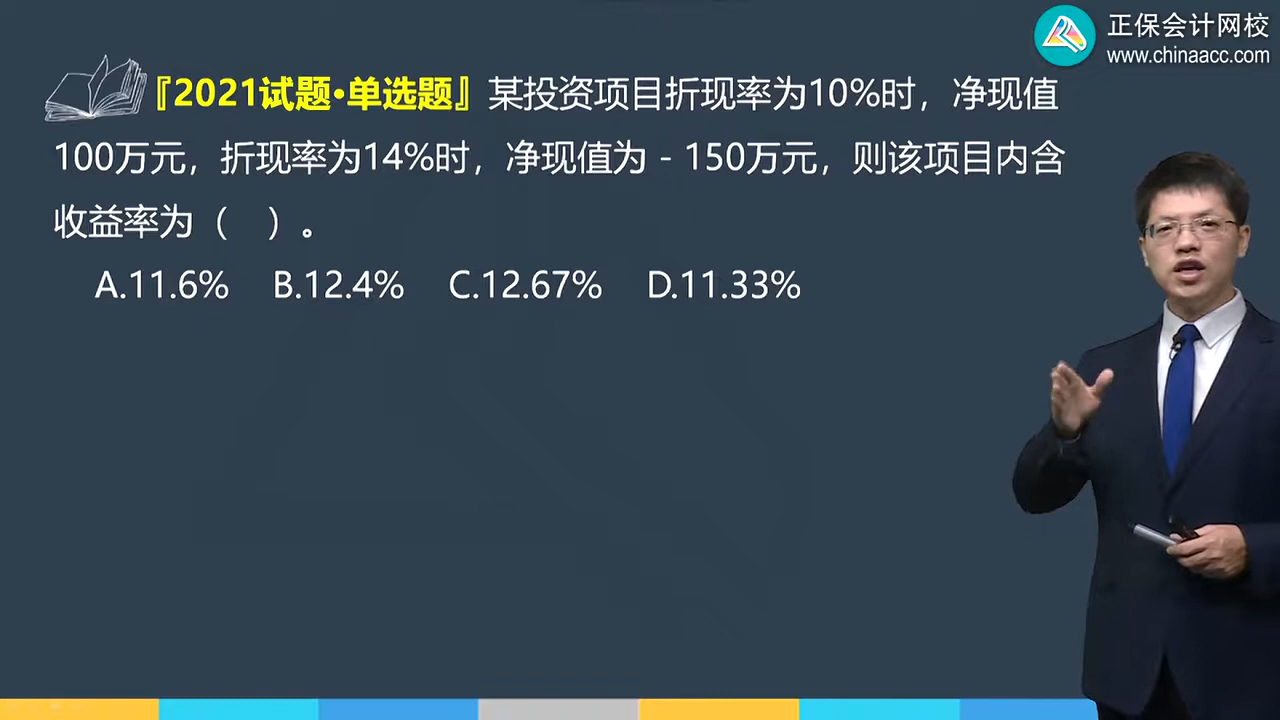 正保会计网校
www.chinaacc.com
『2021试题•单选题』某投资项目折现率为10%时，净现值
100万元，折现率为14%时，净现值为﹣150万元，则该项目内含
收益率为（ ）。
A.11.6% B.12.4% C.12.67% D.11.33%